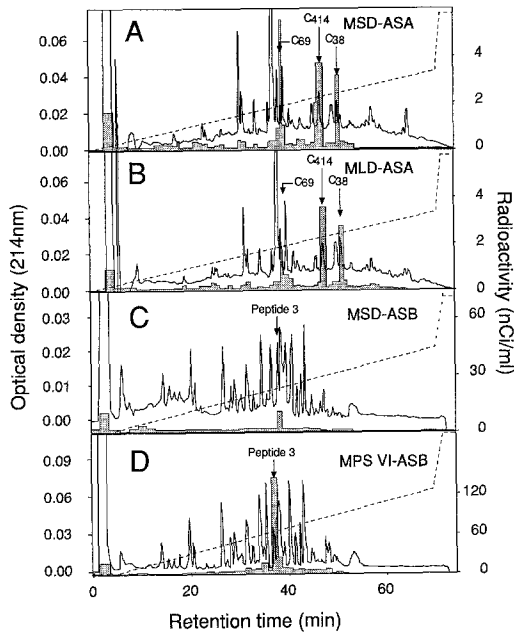 A
MSD-ASA
C69
C414
C38
0.06
0.04
0.02
0.00
6
4
2
0
B
MLD-ASA
C69
C414
C38
0.06
0.04
0.02
0.00
6
4
2
0
C
MSD-ASB
Peptide 3
0.03
0.02
0.01
0.00
60
30
0
D
MPS VI-ASB
Peptide 3
0.09
0.06
0.03
0.00
120
60
0
0
20
40
60
Optical density (214nm)
Radioactivity (nCi/ml)
Retention time (min)